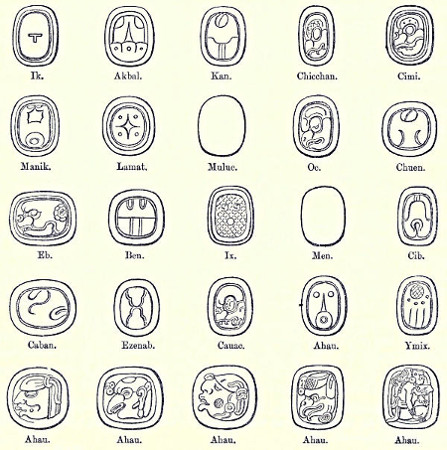 Ik. Akbal. Kan. Chicchan. Cimi.
Manik. Lamat. Muluc. Oc. Chuen.
Eb. Ben. Ix. Men. Cib.
Caban. Ezenab. Cauac. Ahau. Ymix.
Ahau. Ahau. Ahau. Ahau. Ahau.